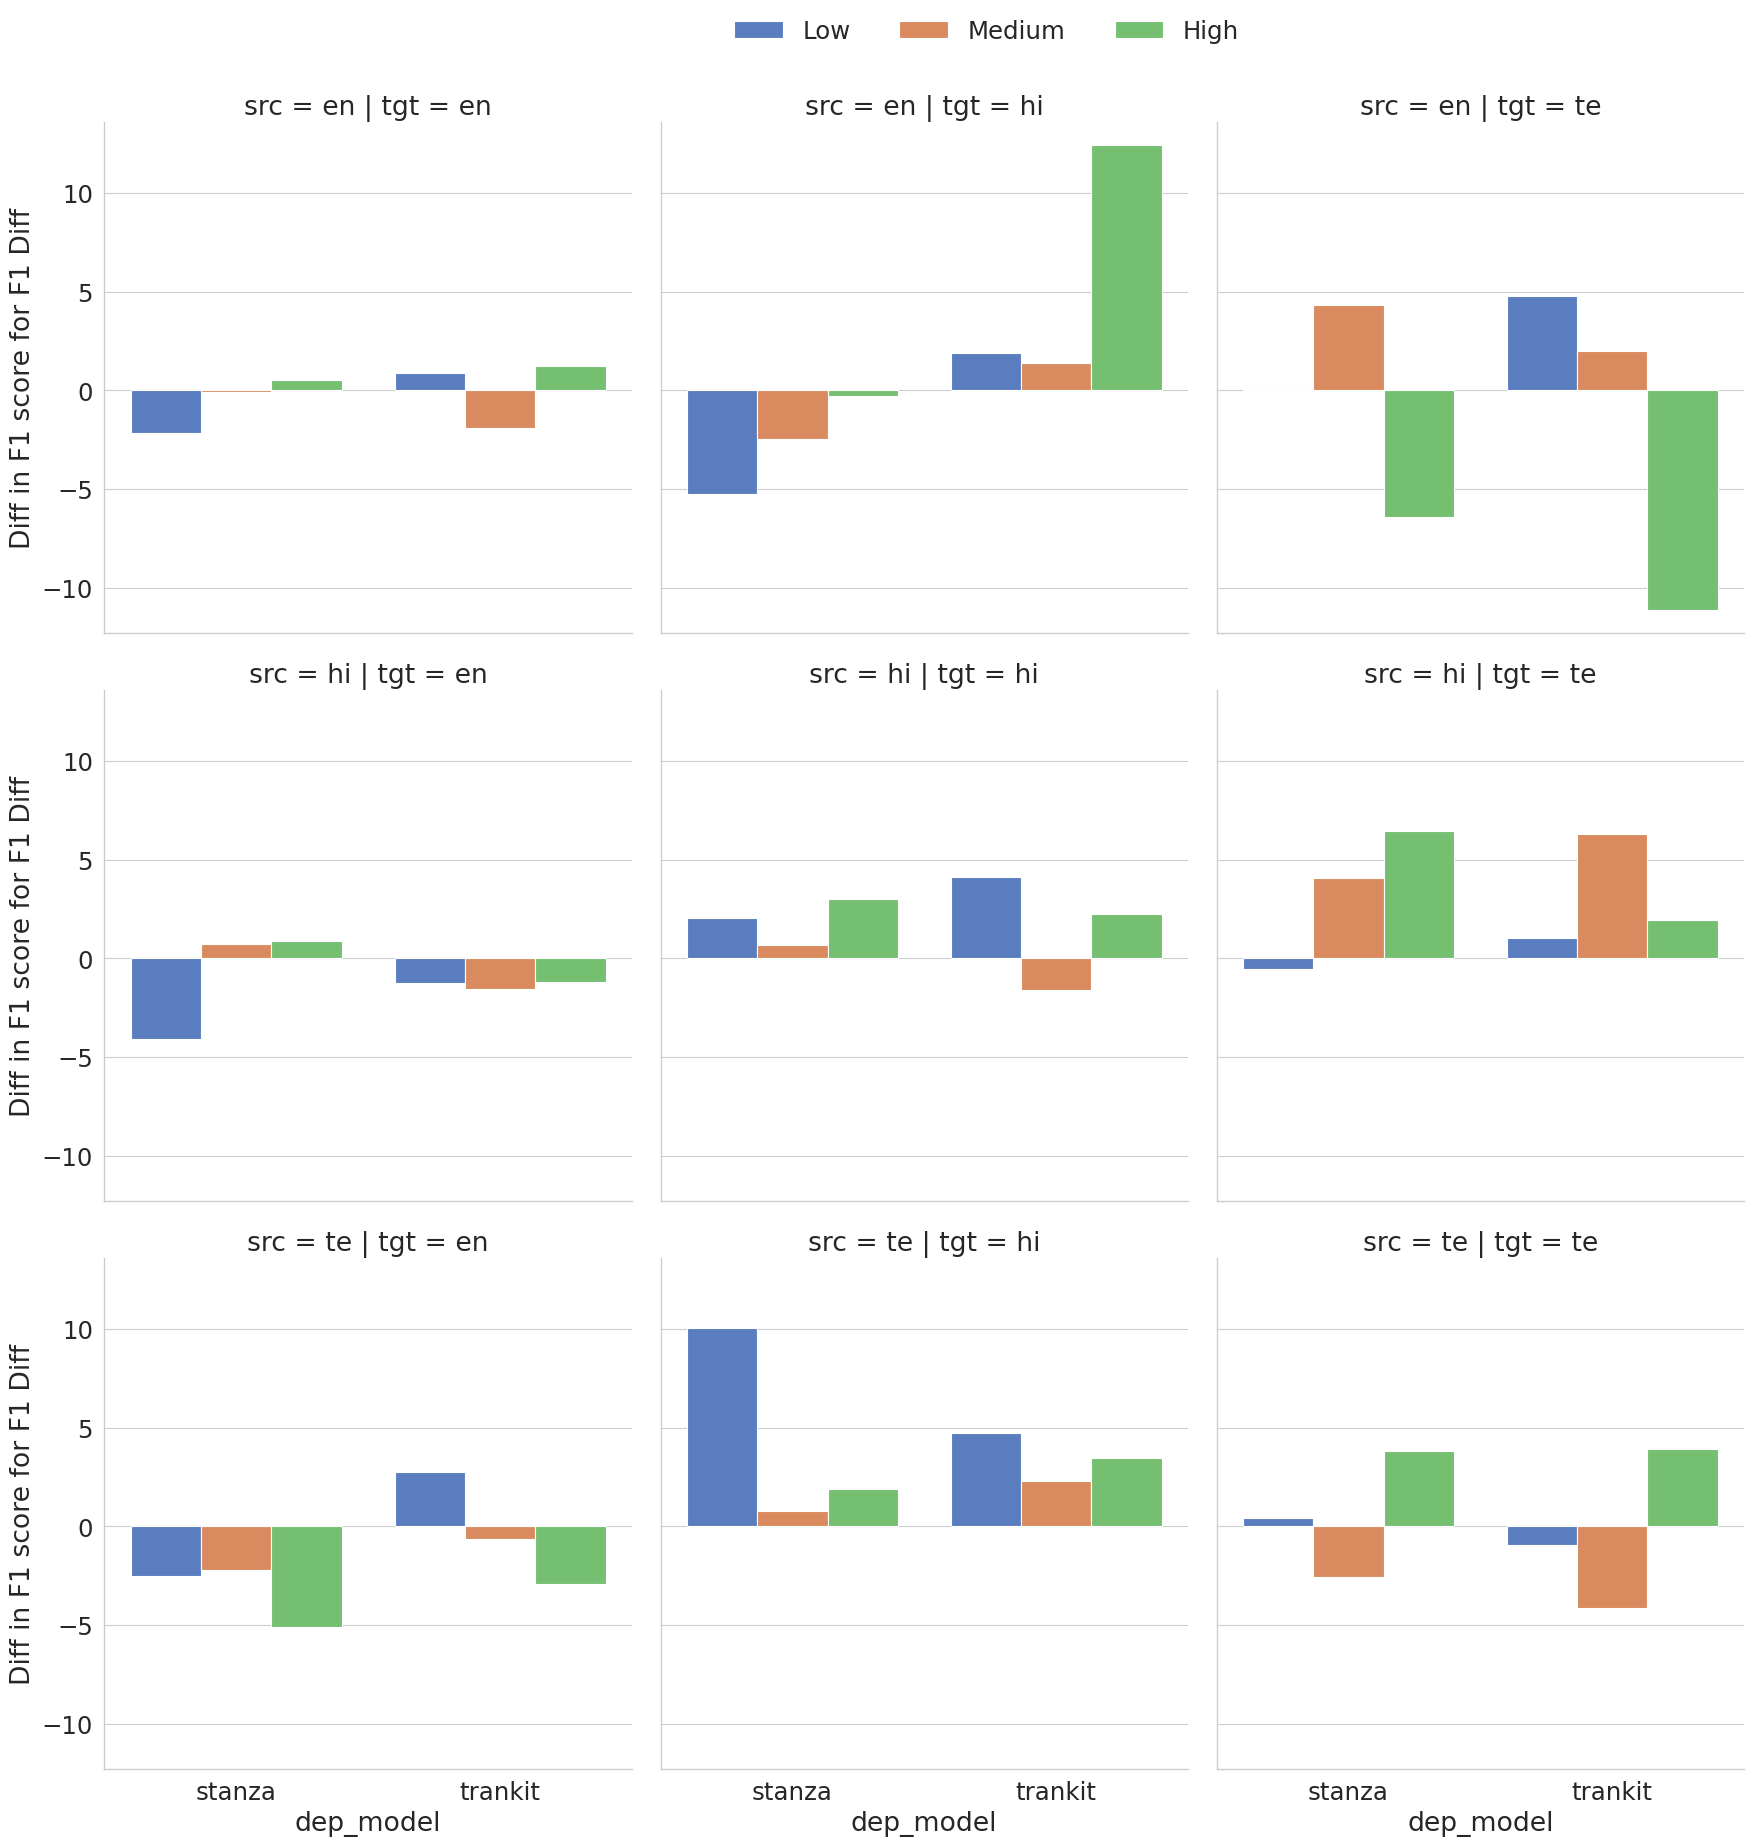 Low Medium High
src = en | tgt = en
src = en | tgt = hi
src = en | tgt = te
Diff in F1 score for F1 Diff
10
5
0
−5
−10
src = hi | tgt = en
src = hi | tgt = hi
src = hi | tgt = te
Diff in F1 score for F1 Diff
10
5
0
−5
−10
src = te | tgt = en
src = te | tgt = hi
src = te | tgt = te
Diff in F1 score for F1 Diff
10
5
0
−5
−10
stanza trankit
dep_model
stanza trankit
dep_model
stanza trankit
dep_model